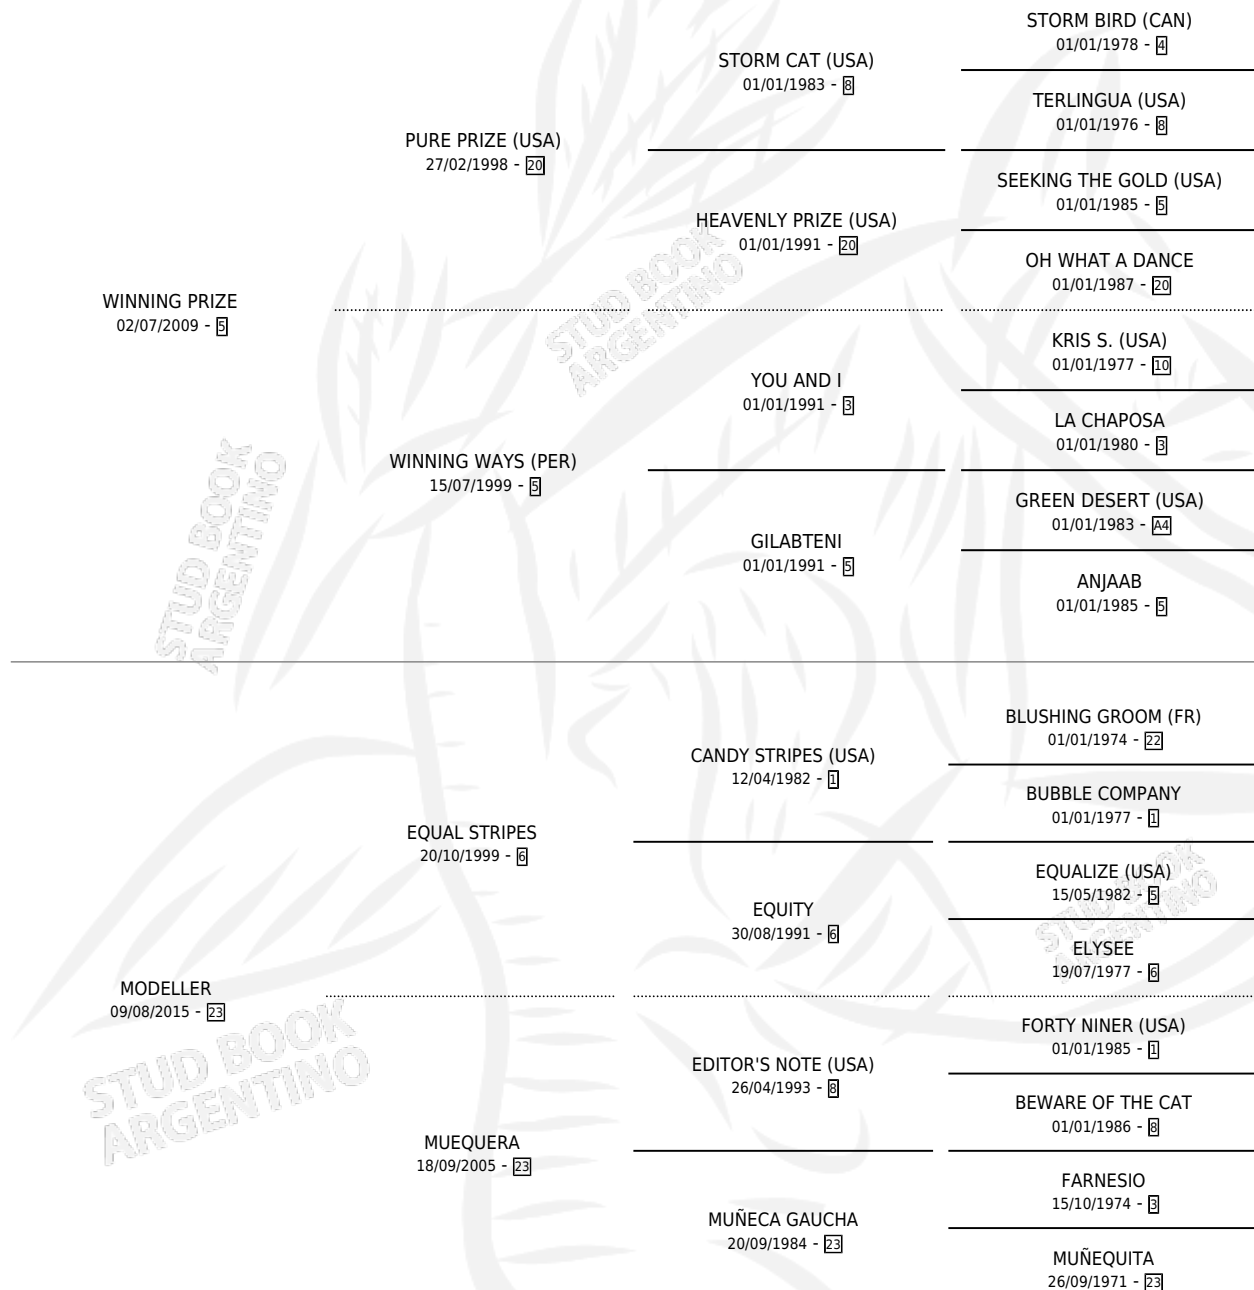 STORM BIRD (CAN)
01/01/1978 - 4
STORM CAT (USA)
01/01/1983 - 8
TERLINGUA (USA)
01/01/1976 - 8
PURE PRIZE (USA)
27/02/1998 - 20
SEEKING THE GOLD (USA)
01/01/1985 - 5
HEAVENLY PRIZE (USA)
01/01/1991 - 20
OH WHAT A DANCE
01/01/1987 - 20
WINNING PRIZE
02/07/2009 - 5
KRIS S. (USA)
01/01/1977 - 10
YOU AND I
01/01/1991 - 3
LA CHAPOSA
01/01/1980 - 3
WINNING WAYS (PER)
15/07/1999 - 5
GREEN DESERT (USA)
01/01/1983 - A4
GILABTENI
01/01/1991 - 5
ANJAAB
01/01/1985 - 5
BLUSHING GROOM (FR)
01/01/1974 - 22
CANDY STRIPES (USA)
12/04/1982 - 1
BUBBLE COMPANY
01/01/1977 - 1
EQUAL STRIPES
20/10/1999 - 6
EQUALIZE (USA)
15/05/1982 - 5
EQUITY
30/08/1991 - 6
ELYSEE
19/07/1977 - 6
MODELLER
09/08/2015 - 23
FORTY NINER (USA)
01/01/1985 - 1
EDITOR'S NOTE (USA)
26/04/1993 - 8
BEWARE OF THE CAT
01/01/1986 - 8
MUEQUERA
18/09/2005 - 23
FARNESIO
15/10/1974 - 3
MUÑECA GAUCHA
20/09/1984 - 23
MUÑEQUITA
26/09/1971 - 23
STUD BOOK
ARGENTINO
STUD BOOK
ARGENTINO
STUD BOOK
ARGENTINO
STUD BOOK
ARGENTINO